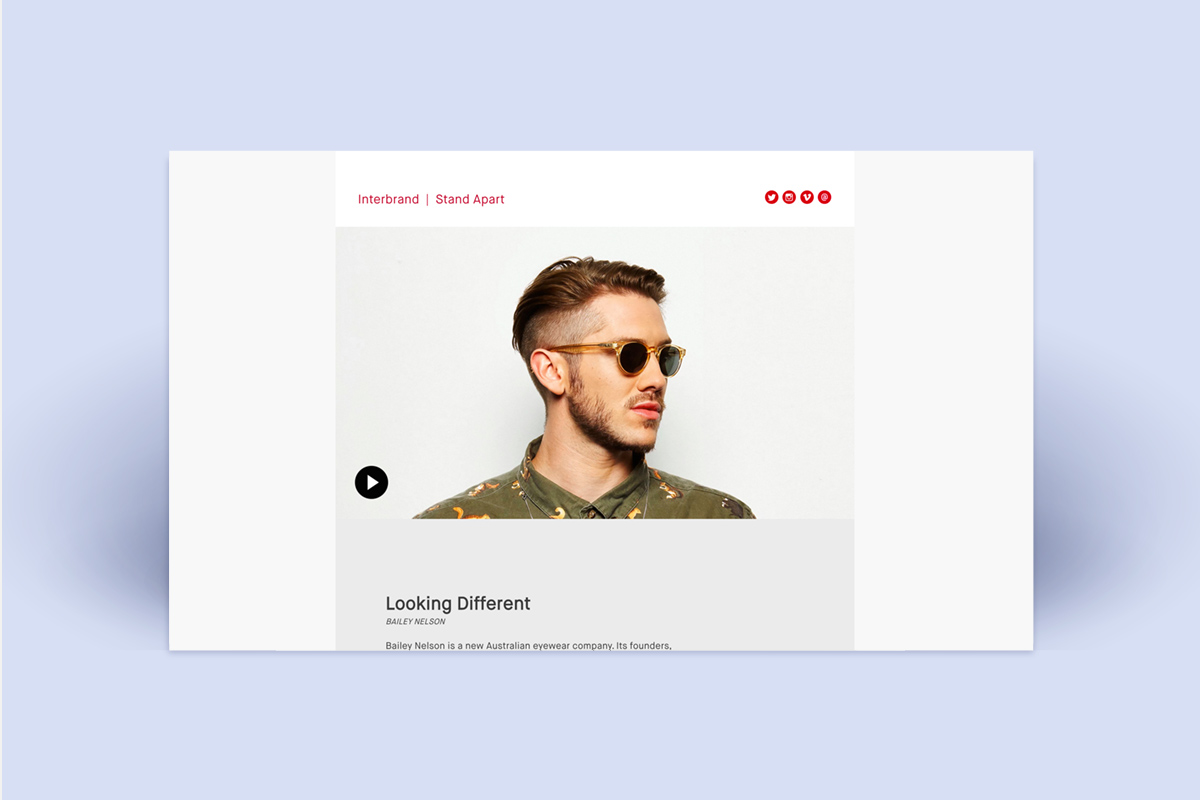 Interbrand | Stand Apart
Looking Different
BAILEY NELSON
Bailey Nelson is a new Australian eyewear company. Its founders,